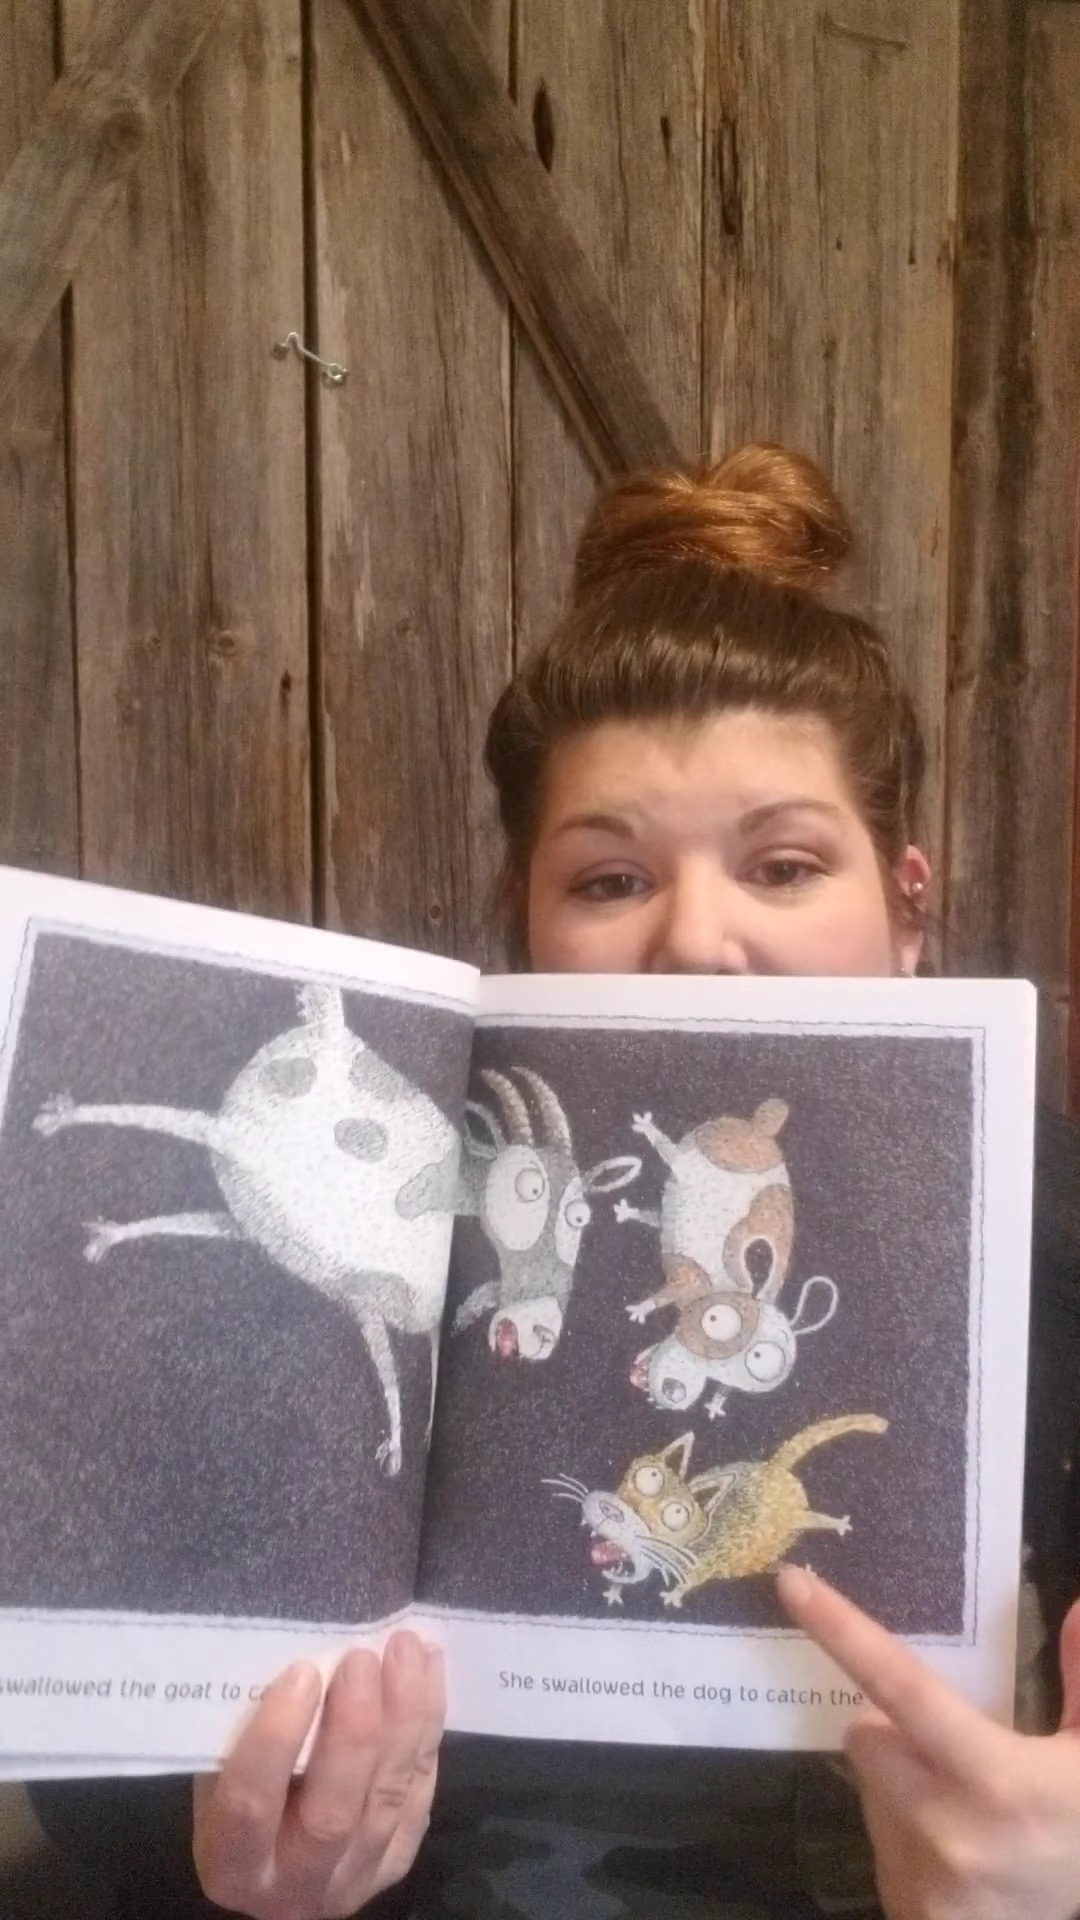 swallowed the goat to
She swallowed the dog to catch the